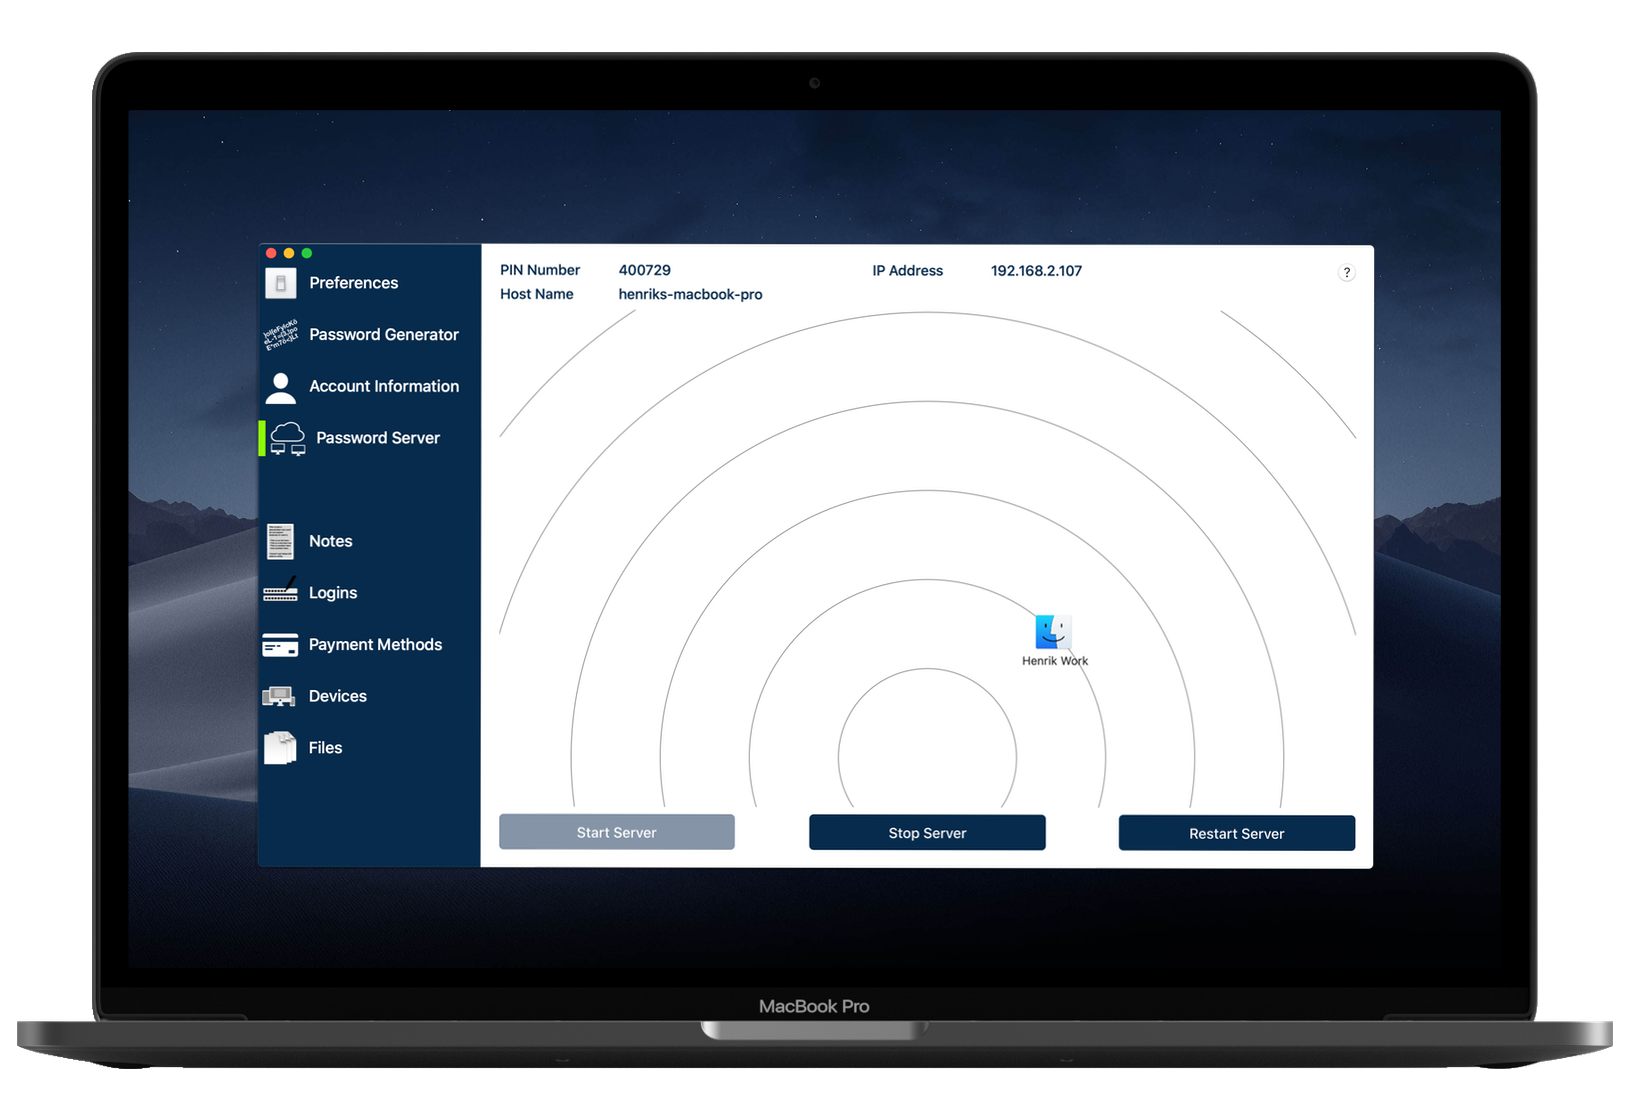 Preferences
Password Generator
Account Information
Password Server
Notes
Logins
Payment Methods
Devices
Files
PIN Number 400729 IP Address 192.168.2.107 ?
Host Name henriks-macbook-pro
Henrik Work
Start Server Stop Server Restart Server
MacBook Pro